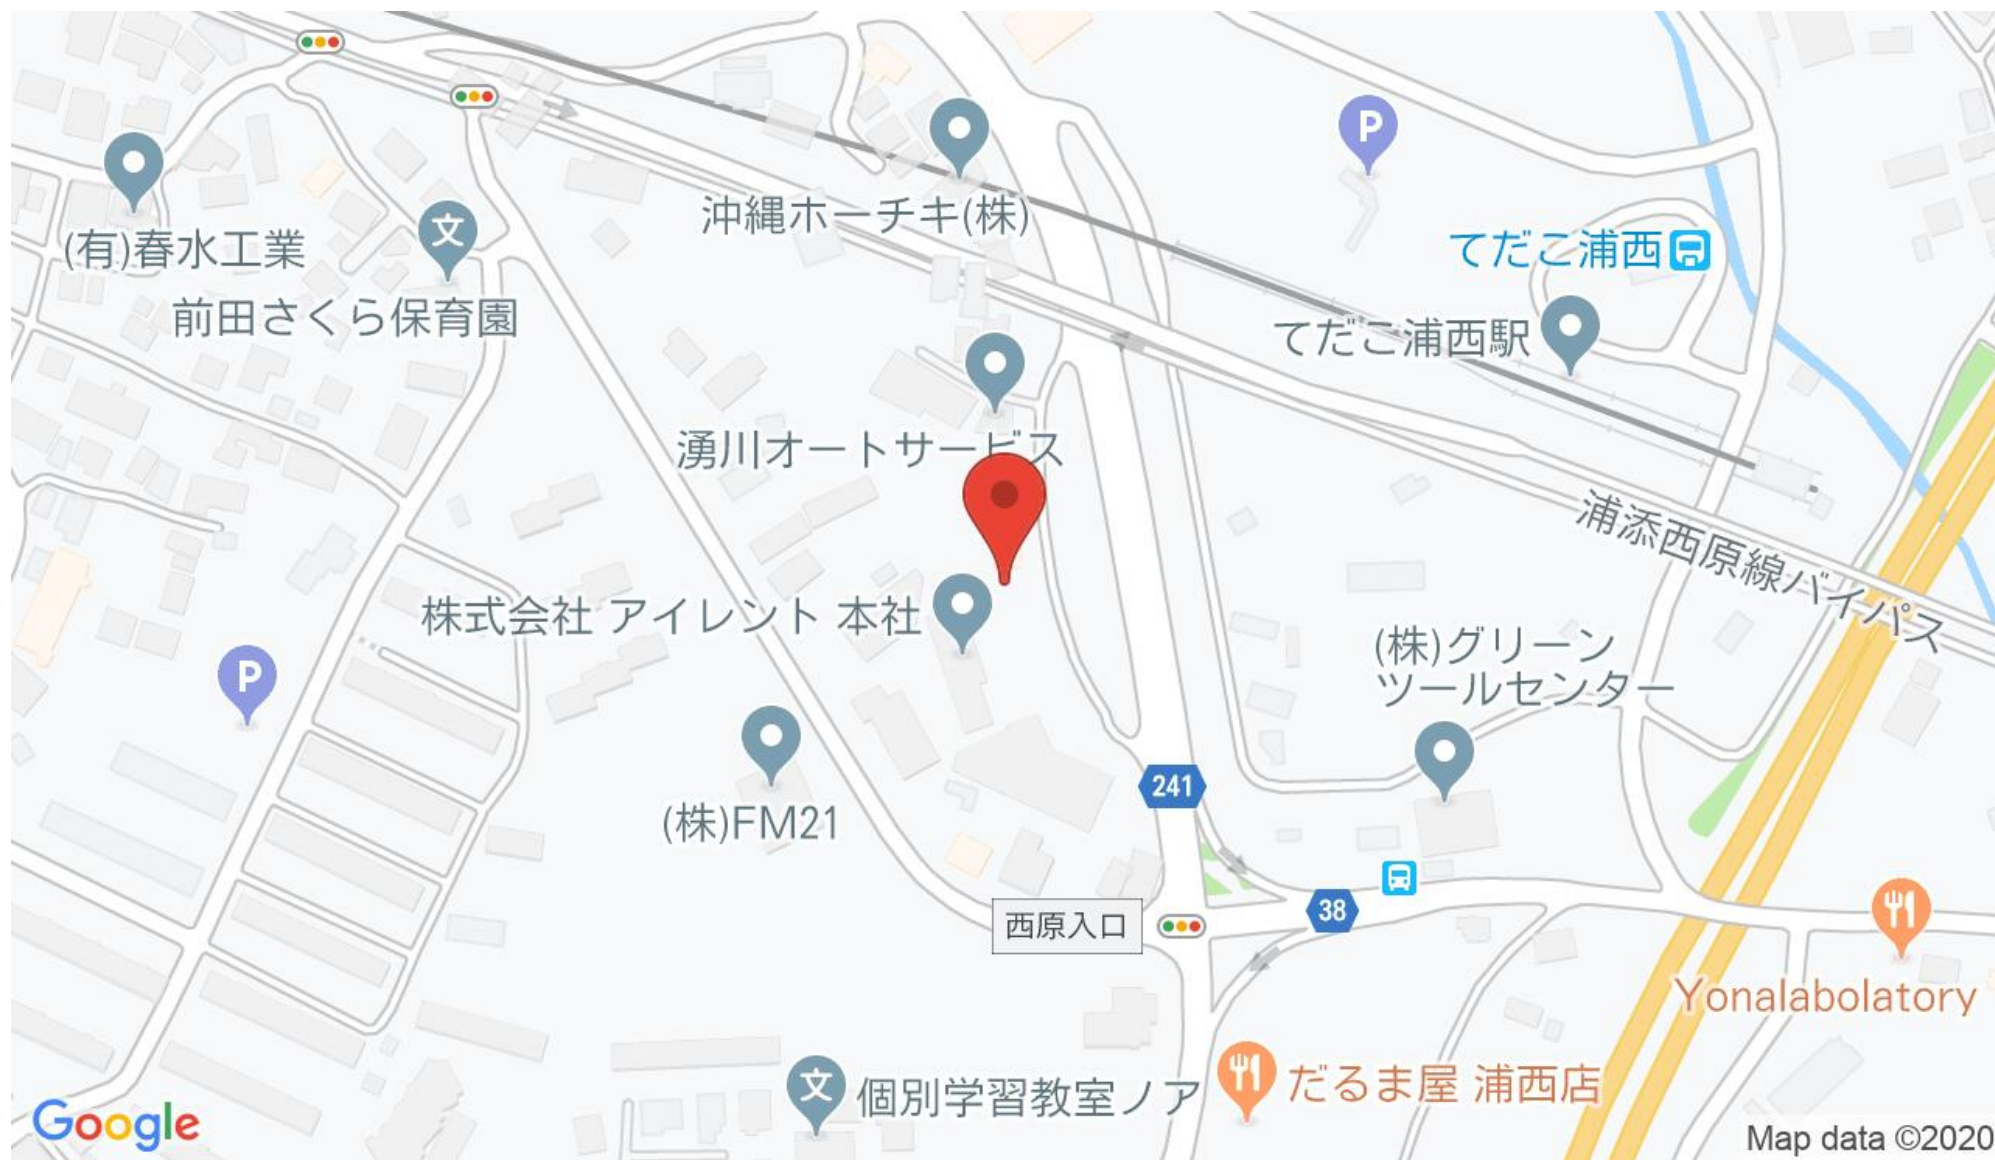 沖縄ホーチキ(株)
P
(有)春水工業
文
てだこ浦西
前田さくら保育園
てだこ浦西駅
湧川オートサービス
浦添西原線バイパス
株式会社 アイレント 本社
(株)グリーン
ツールセンター
P
(株)FM21
241
38
西原入口
Yonalabolatory
文
個別学習教室ノア
だるま屋 浦西店
Google
Map data ©2020